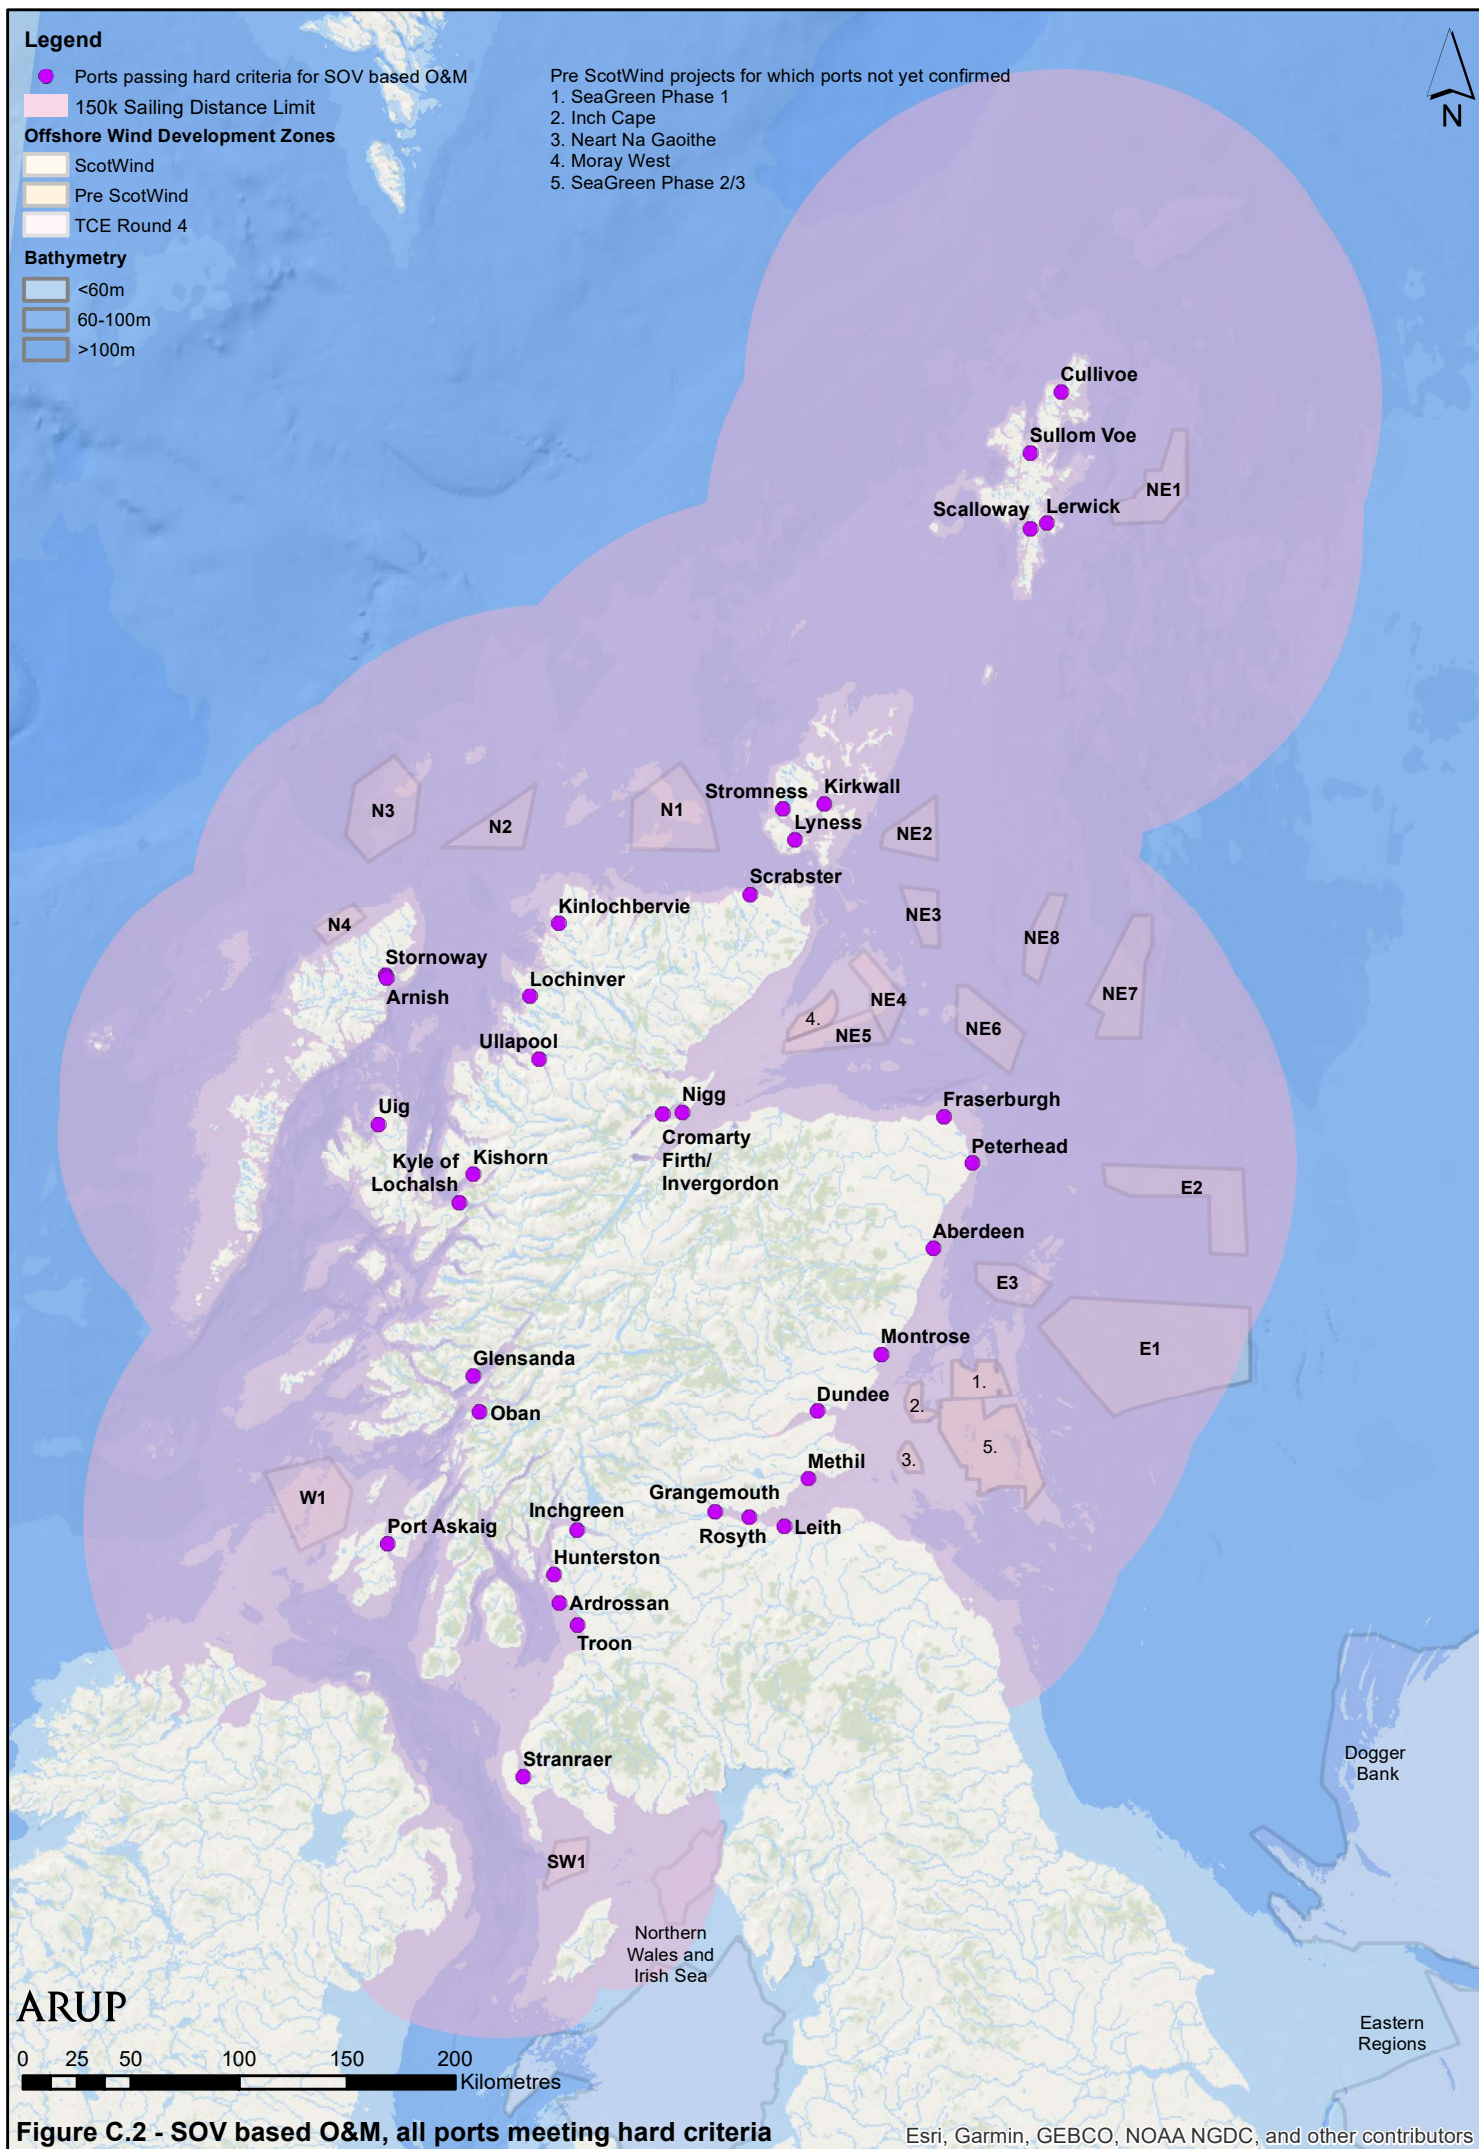 Legend
Ports passing hard criteria for SOV based O&M
150k Sailing Distance Limit
Offshore Wind Development Zones
ScotWind
Pre ScotWind
TCE Round 4
Bathymetry
<60m
60-100m
>100m
Pre ScotWind projects for which ports not yet confirmed
1. SeaGreen Phase 1
2. Inch Cape
3. Neart Na Gaoithe
4. Moray West
5. SeaGreen Phase 2/3
N
Cullivoe
Sullom Voe
NE1
Scalloway
Lerwick
N3
N2
N1
Stromness
Kirkwall
Lyness
NE2
Scrabster
Kinlochbervie
NE3
N4
NE8
Stornoway
Arnish
Lochinver
NE4
NE7
4.
NE5
NE6
Ullapool
Nigg
Uig
Fraserburgh
Cromarty
Firth/
Invergordon
Kyle of
Lochalsh
Kishorn
Peterhead
E2
Aberdeen
E3
Montrose
E1
Glensanda
1.
Dundee
2.
Oban
5.
3.
Methil
W1
Grangemouth
Inchgreen
Port Askaig
Rosyth
Leith
Hunterston
Ardrossan
Troon
Stranraer
Dogger
Bank
SW1
Northern
Wales and
Irish Sea
ARUP
Eastern
Regions
0 25 50 100 150 200
Kilometres
Figure C.2 - SOV based O&M, all ports meeting hard criteria
Esri, Garmin, GEBCO, NOAA NGDC, and other contributors